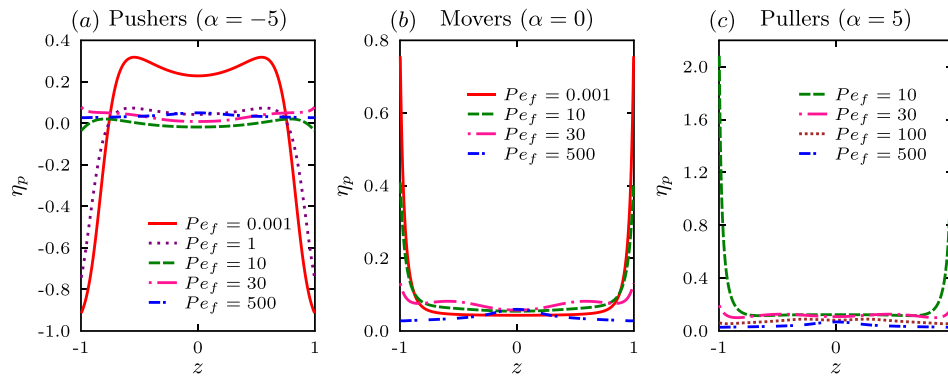 (a) Pushers (α = −5)
0.4
0.2
0.0
-0.2
-0.4
-0.6
-0.8
-1.0
η_p
Pe_f = 0.001
Pe_f = 1
Pe_f = 10
Pe_f = 30
Pe_f = 500
-1
0
1
z
(b) Movers (α = 0)
0.8
0.6
0.4
0.2
0.0
η_p
Pe_f = 0.001
Pe_f = 10
Pe_f = 30
Pe_f = 500
-1
0
1
z
(c) Pullers (α = 5)
2.0
1.6
1.2
0.8
0.4
0.0
η_p
Pe_f = 10
Pe_f = 30
Pe_f = 100
Pe_f = 500
-1
0
1
z